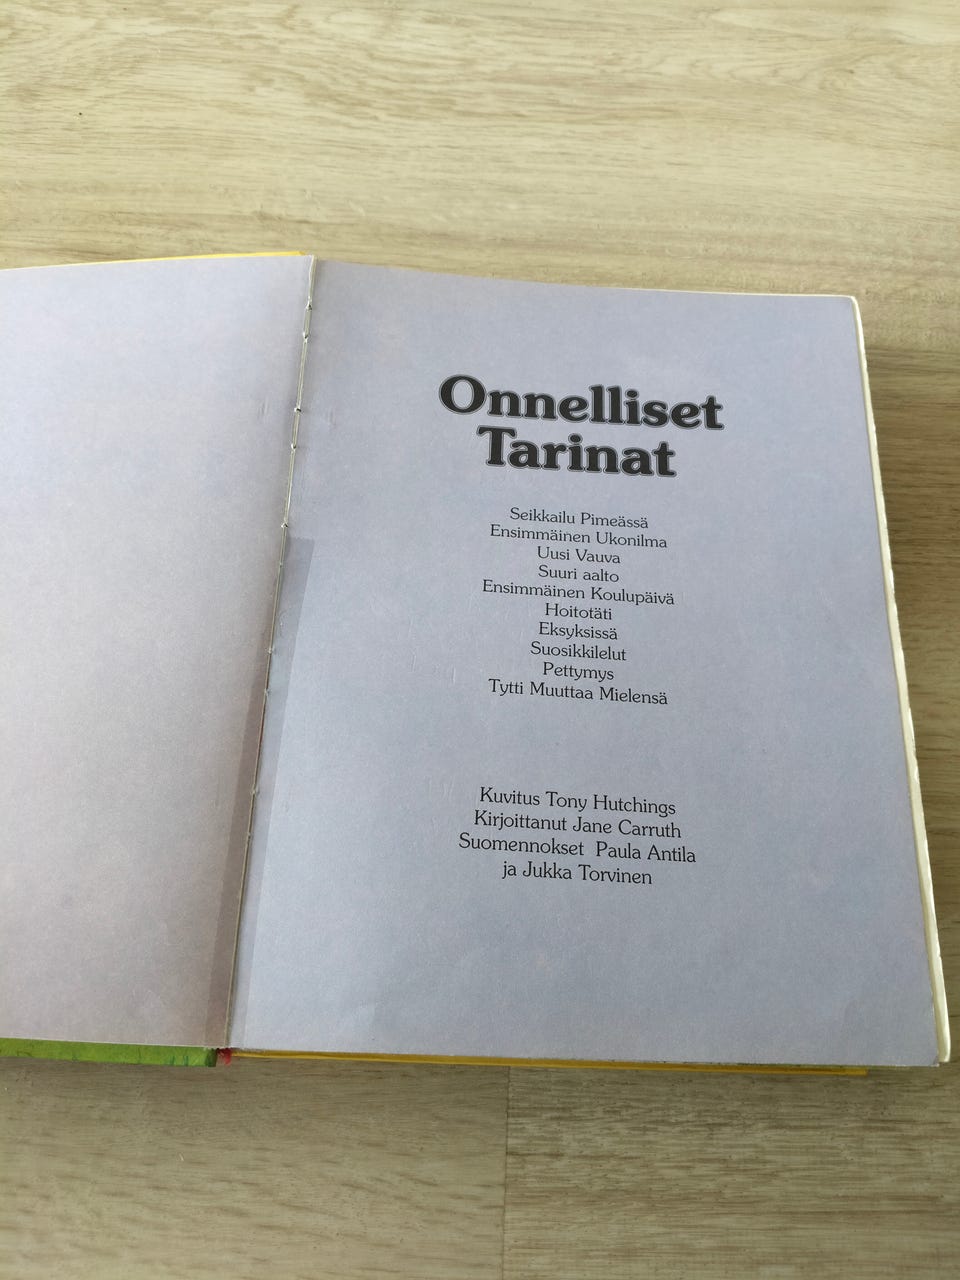 Onnelliset
Tarinat
Seikkailu Pimeässä
Ensimmäinen Ukonilma
Uusi Vauva
Suuri aalto
Ensimmäinen Koulupäivä
Hoitotäti
Eksyksissä
Suosikkilelut
Pettymys
Tytti Muuttaa Mielensä
Kuvitus Tony Hutchings
Kirjoittanut Jane Carruth
Suomennokset Paula Antila
ja Jukka Torvinen